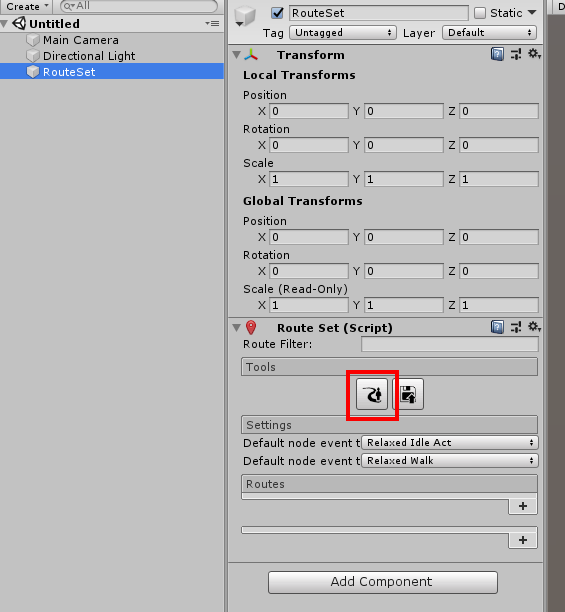 Create
All
Untitled
Main Camera
Directional Light
RouteSet
RouteSet
Static
Tag Untagged Layer Default
Transform
Local Transforms
Position
X 0 Y 0 Z 0
Rotation
X 0 Y 0 Z 0
Scale
X 1 Y 1 Z 1
Global Transforms
Position
X 0 Y 0 Z 0
Rotation
X 0 Y 0 Z 0
Scale (Read-Only)
X 1 Y 1 Z 1
Route Set (Script)
Route Filter:
Tools
Settings
Default node event t Relaxed Idle Act
Default node event t Relaxed Walk
Routes
+
+
Add Component